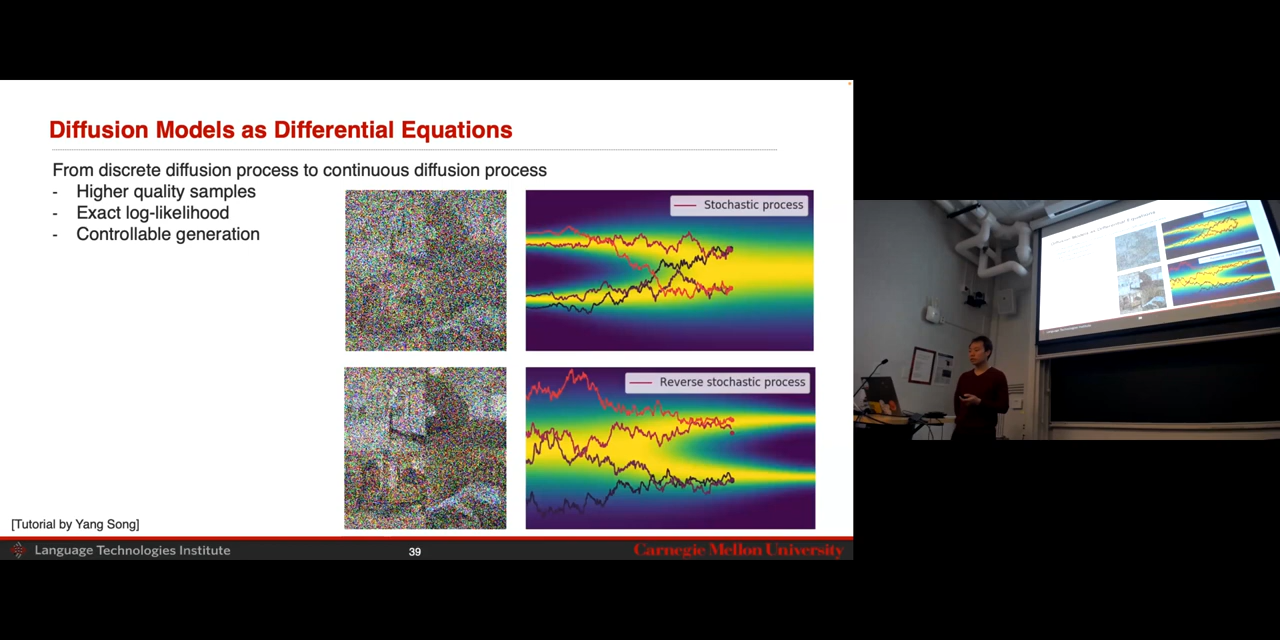 Diffusion Models as Differential Equations
From discrete diffusion process to continuous diffusion process
- Higher quality samples
- Exact log-likelihood
- Controllable generation
Stochastic process
Reverse stochastic process
[Tutorial by Yang Song]
Language Technologies Institute
39
Carnegie Mellon University